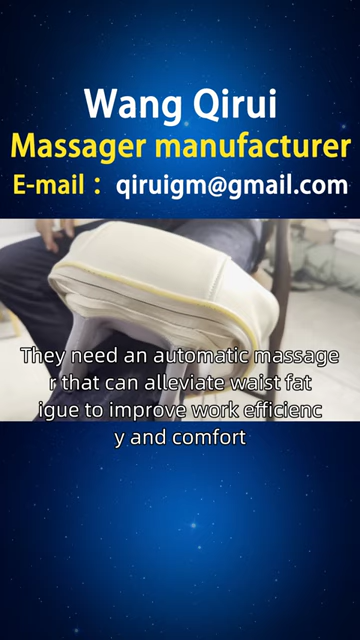 Wang Qirui
Massager manufacturer
E-mail： qiruigm@gmail.com
They need an automatic massage
r that can alleviate waist fat
igue to improve work efficienc
y and comfort